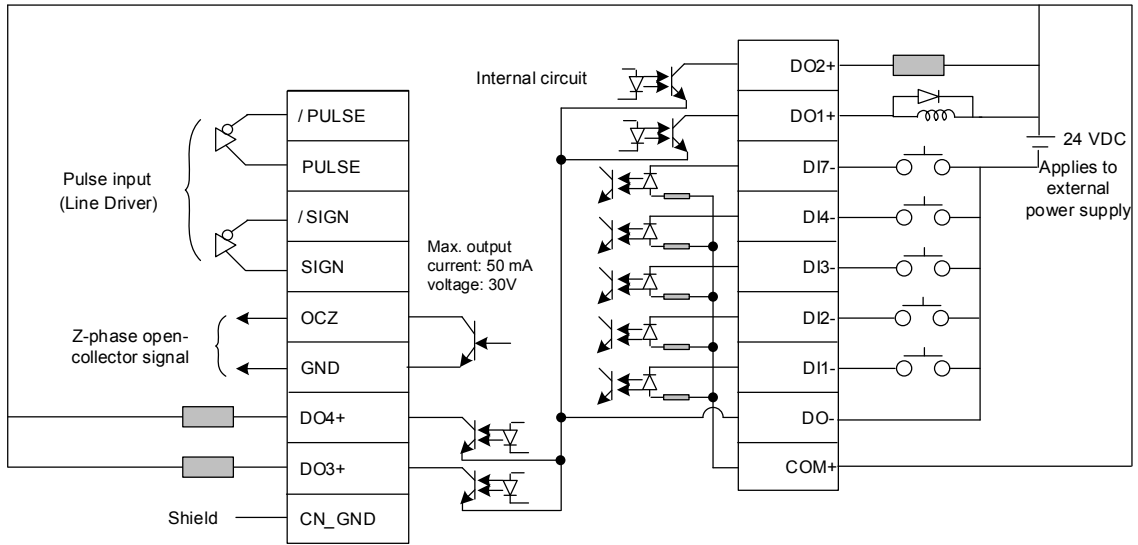 Internal circuit
Pulse input
(Line Driver)
/ PULSE
PULSE
/SIGN
SIGN
OCZ
GND
DO4+
DO3+
CN_GND
Z-phase open-
collector signal
Shield
Max. output
current: 50 mA
voltage: 30V
DO2+
DO1+
DI7-
DI4-
DI3-
DI2-
DI1-
DO-
COM+
24 VDC
Applies to
external
power supply